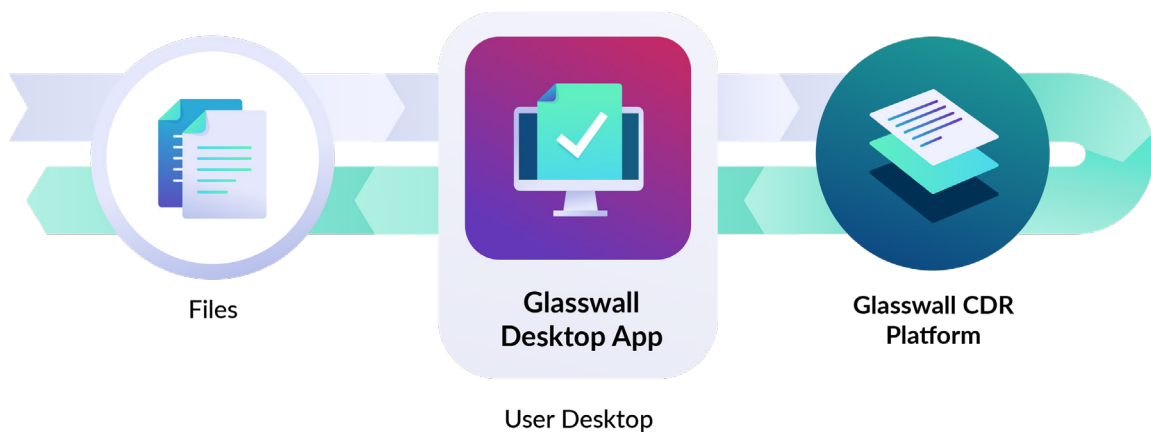 Files
Glasswall
Desktop App
Glasswall CDR
Platform
User Desktop